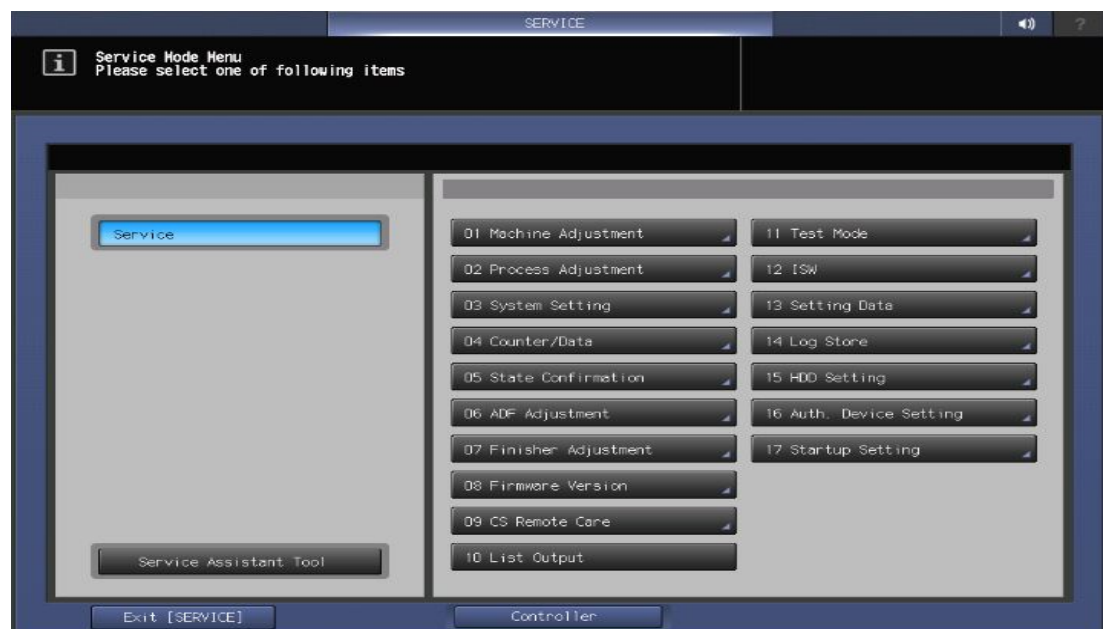 SERVICE
?
i
Service Mode Menu
Please select one of following items
Service
01 Machine Adjustment
02 Process Adjustment
03 System Setting
04 Counter/Data
05 State Confirmation
06 ADF Adjustment
07 Finisher Adjustment
08 Firmware Version
09 CS Remote Care
10 List Output
11 Test Mode
12 ISW
13 Setting Data
14 Log Store
15 HDD Setting
16 Auth. Device Setting
17 Startup Setting
Service Assistant Tool
Exit [SERVICE]
Controller